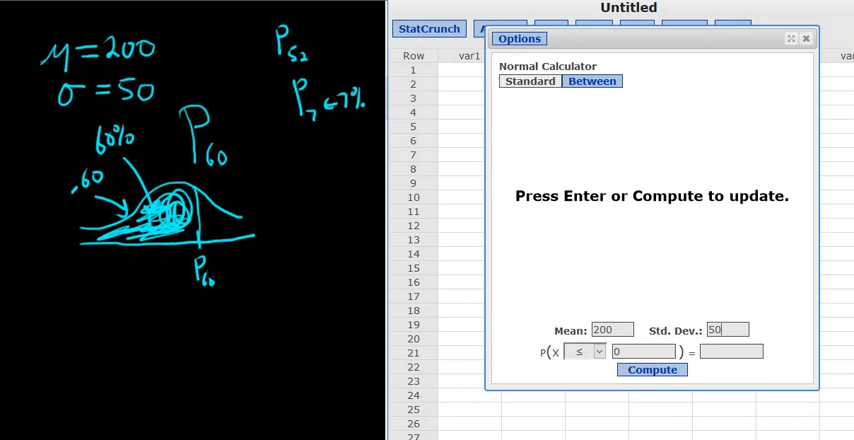 μ = 200
σ = 50
P52
P7 ← 7%
P60
60%
.60
P60
Untitled
StatCrunch
Row var1
1
2
3
4
5
6
7
8
9
10
11
12
13
14
15
16
17
18
19
20
21
22
23
24
25
26
27
Options
Normal Calculator
Standard Between
Press Enter or Compute to update.
Mean: 200 Std. Dev.: 50
P(X ≤ 0 ) =
Compute